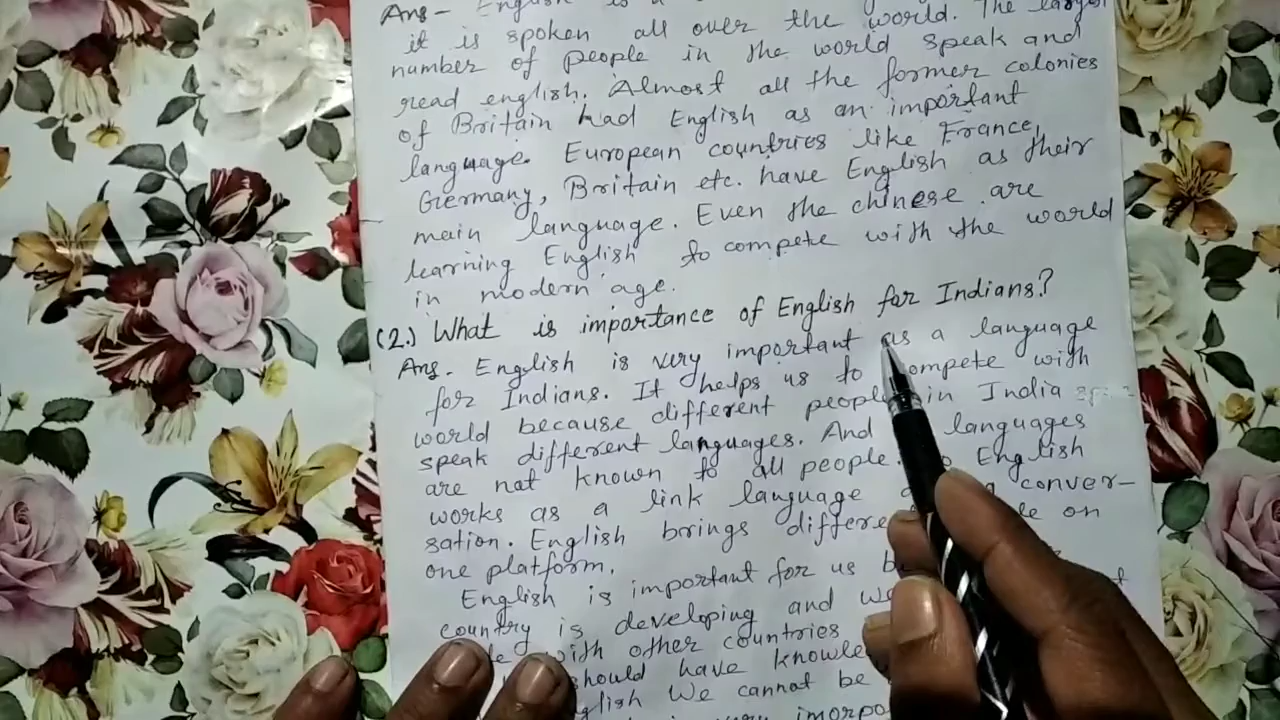 Ans - English is a
it is spoken all over the world. The larger
number of people in the world speak and
read english. Almost all the former colonies
of Britain had English as an important
language. European countries like France,
Germany, Britain etc. have English as their
main language. Even the chinese are
learning English to compete with the world
in modern age.
(2.) What is importance of English for Indians?
Ans. English is very important as a language
for Indians. It helps us to compete with
world because different people in India
speak different languages. And languages
are not known to all people. English
works as a link language conver-
sation. English brings on
one platform.
English is important for us
country is developing and
with other countries
should have
We cannot be
very